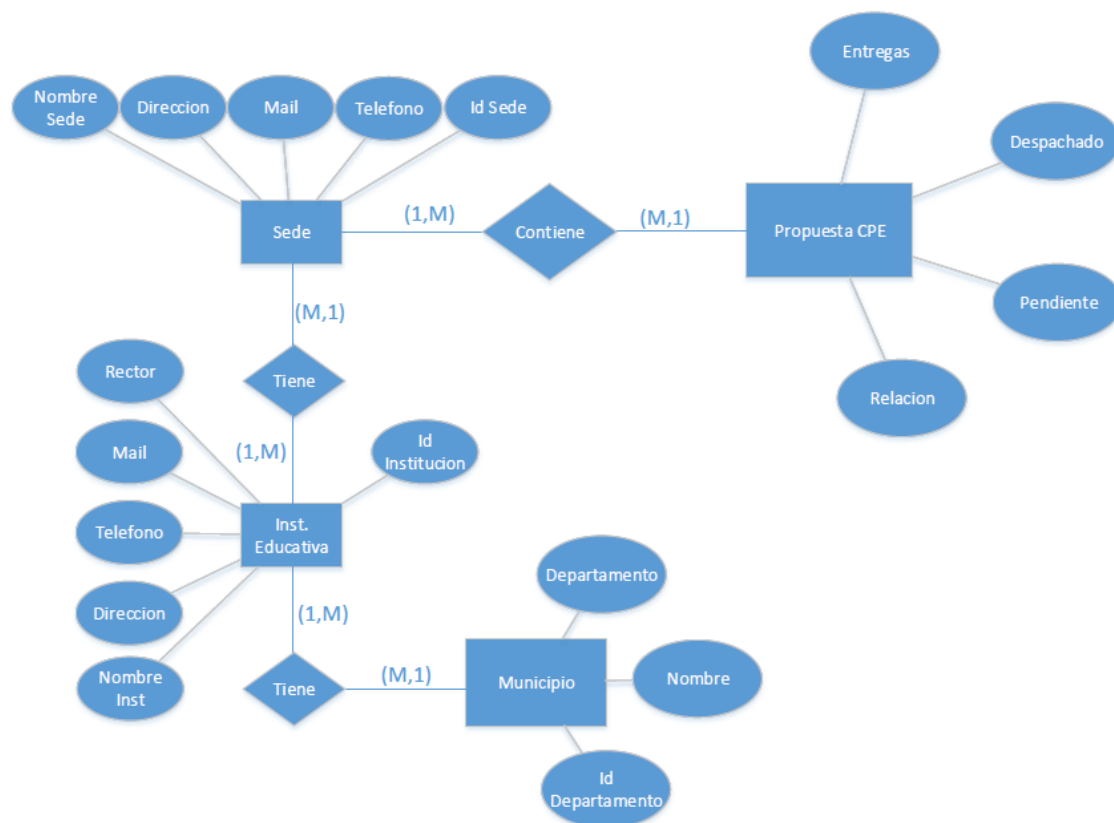 Entregas
Nombre
Sede
Direccion
Mail
Telefono
Id Sede
Despachado
(1,M)
(M,1)
Sede
Contiene
Propuesta CPE
(M,1)
Pendiente
Rector
Tiene
Relacion
(1,M)
Id
Institucion
Mail
Telefono
Inst.
Educativa
Departamento
Direccion
(1,M)
Nombre
Inst
Tiene
(M,1)
Municipio
Nombre
Id
Departamento